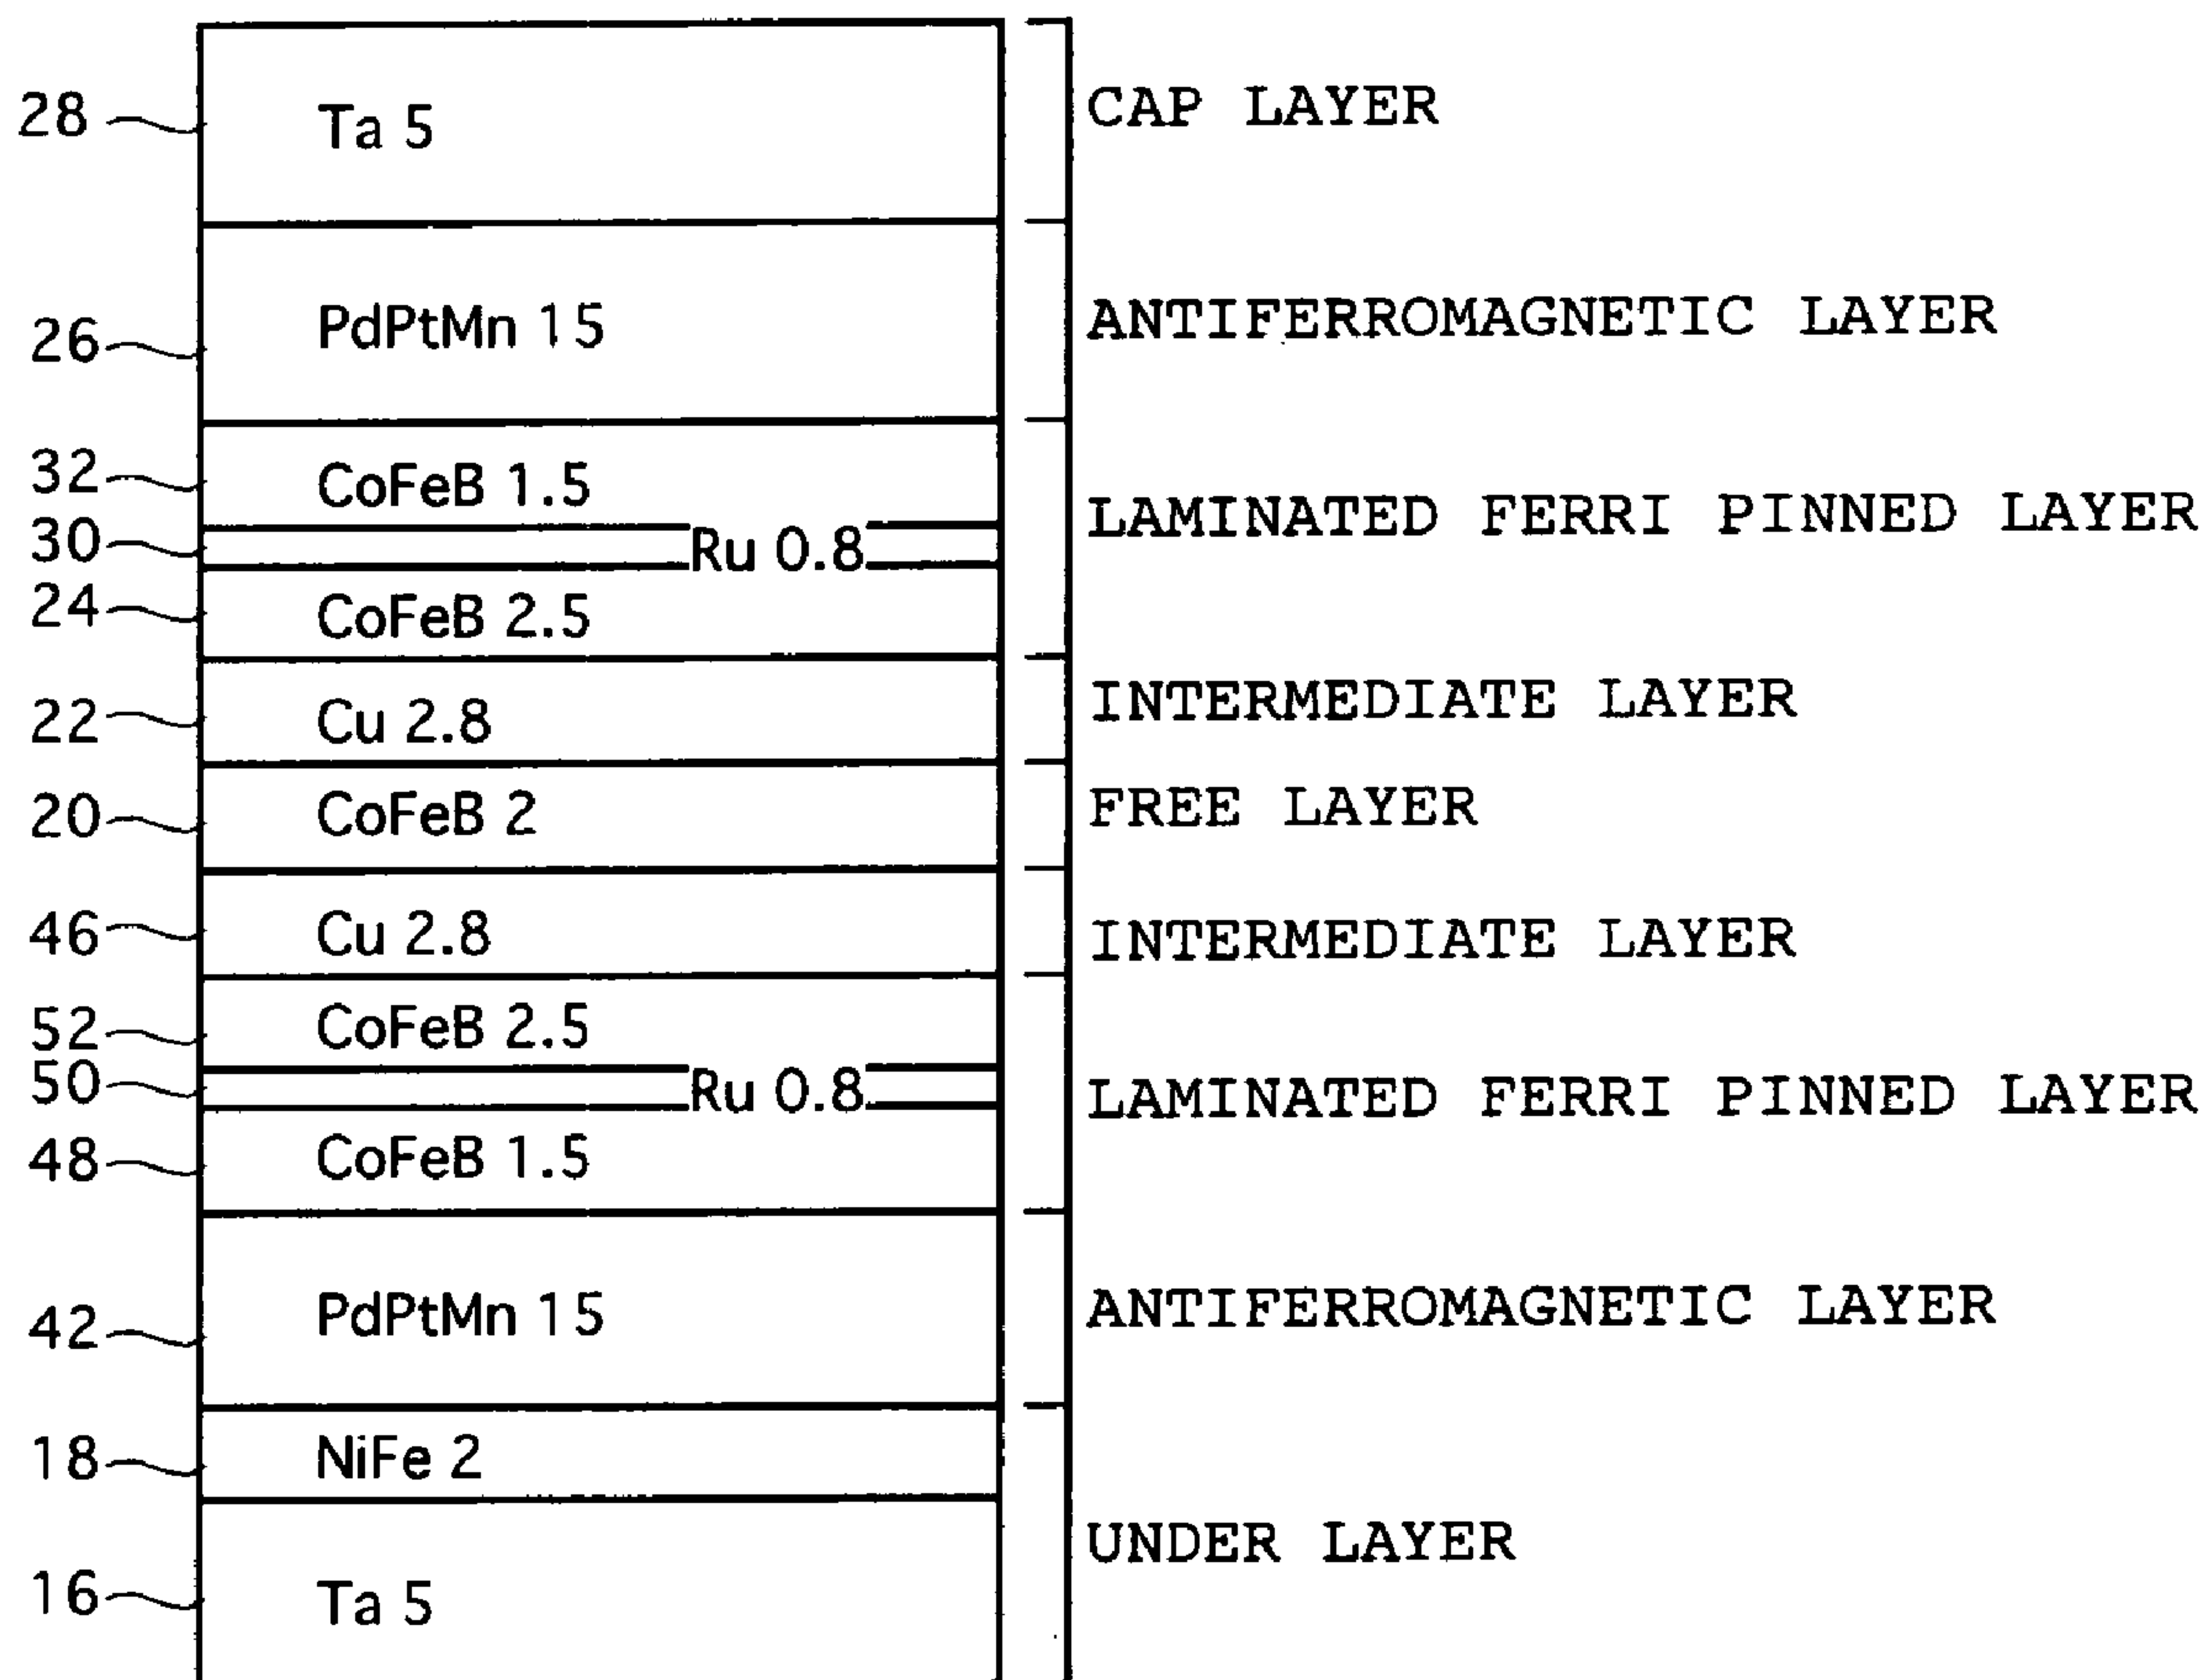 28 Ta 5 CAP LAYER
26 PdPtMn 15 ANTIFERROMAGNETIC LAYER
32 CoFeB 1.5
30 Ru 0.8 LAMINATED FERRI PINNED LAYER
24 CoFeB 2.5
22 Cu 2.8 INTERMEDIATE LAYER
20 CoFeB 2 FREE LAYER
46 Cu 2.8 INTERMEDIATE LAYER
52 CoFeB 2.5
50 Ru 0.8 LAMINATED FERRI PINNED LAYER
48 CoFeB 1.5
42 PdPtMn 15 ANTIFERROMAGNETIC LAYER
18 NiFe 2
UNDER LAYER
16 Ta 5